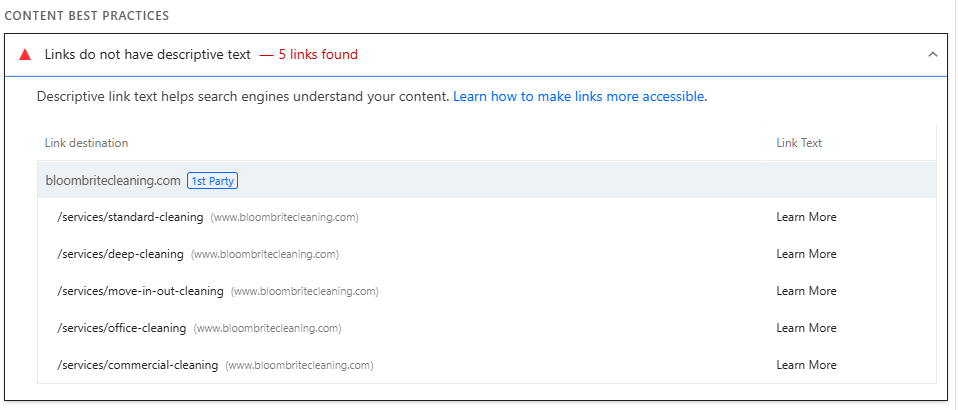 CONTENT BEST PRACTICES
Links do not have descriptive text — 5 links found
Descriptive link text helps search engines understand your content. Learn how to make links more accessible.
Link destination Link Text
bloombritecleaning.com 1st Party
/services/standard-cleaning (www.bloombritecleaning.com) Learn More
/services/deep-cleaning (www.bloombritecleaning.com) Learn More
/services/move-in-out-cleaning (www.bloombritecleaning.com) Learn More
/services/office-cleaning (www.bloombritecleaning.com) Learn More
/services/commercial-cleaning (www.bloombritecleaning.com) Learn More